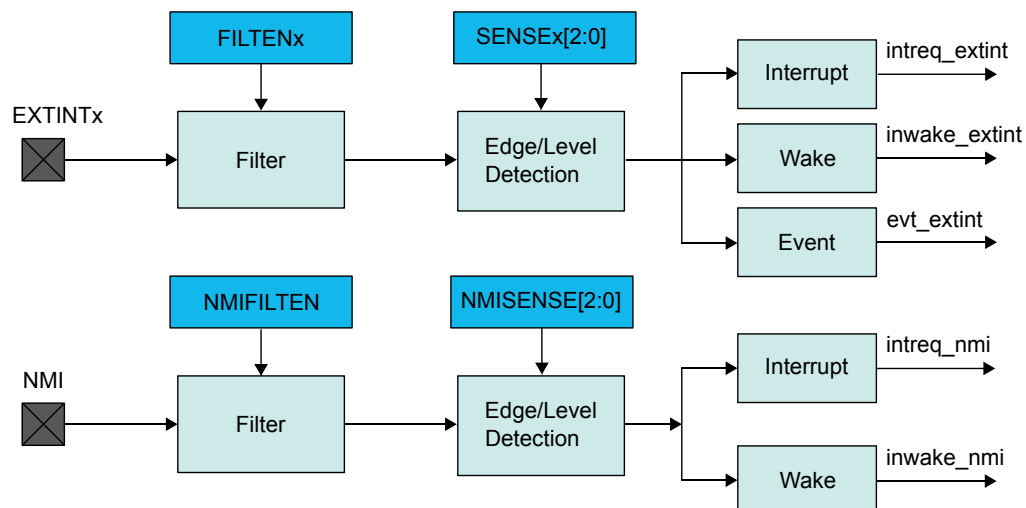 FILTENx
SENSEx[2:0]
intreq_extint
Interrupt
EXTINTx
Filter
Edge/Level
Detection
inwake_extint
Wake
evt_extint
Event
NMIFILTEN
NMISENSE[2:0]
intreq_nmi
Interrupt
NMI
Filter
Edge/Level
Detection
inwake_nmi
Wake